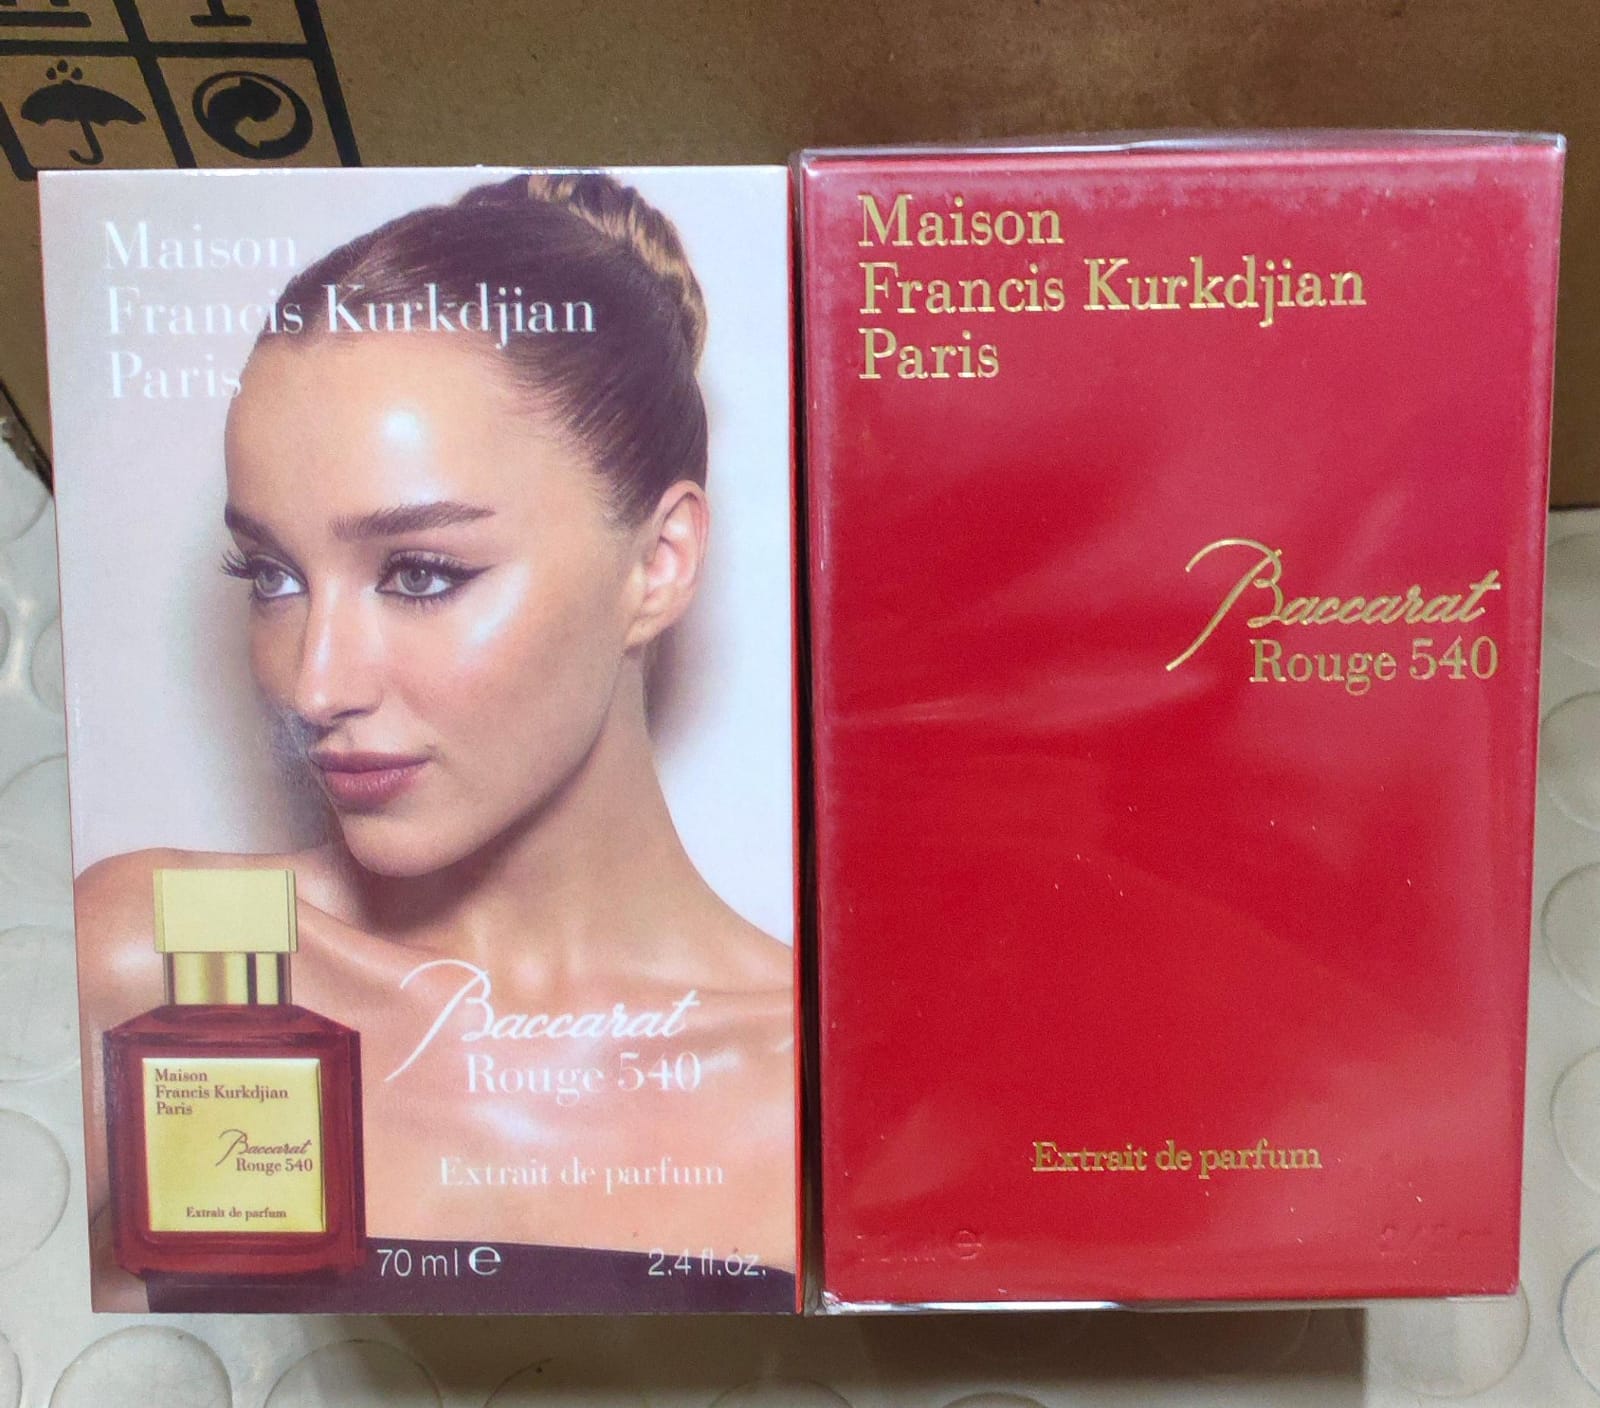 Maison
Francis Kurkdjian
Paris
Baccarat
Rouge 540
Extrait de parfum
70 ml e
2.4 fl.oz.
Maison
Francis Kurkdjian
Paris
Baccarat
Rouge 540
Extrait de parfum
Maison
Francis Kurkdjian
Paris
Baccarat
Rouge 540
Extrait de parfum